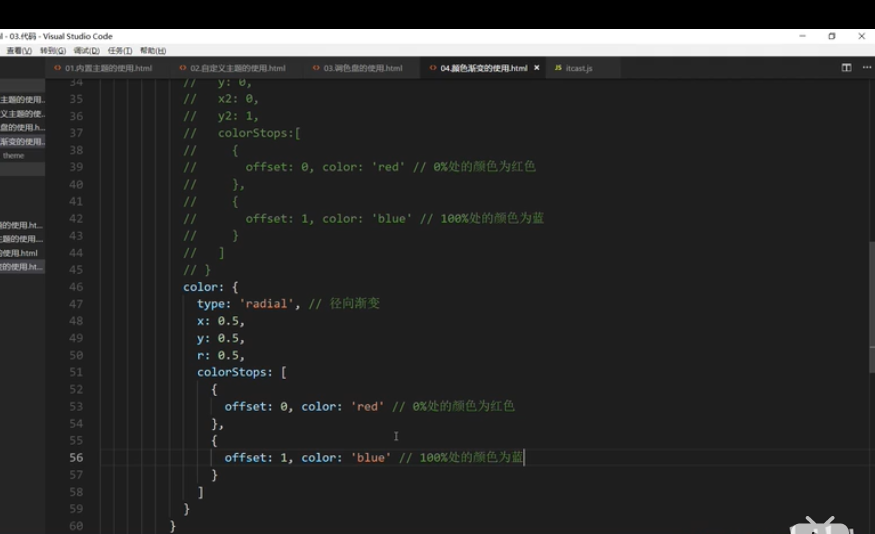 l - 03.代码 - Visual Studio Code
查看(V) 转到(G) 调试(D) 任务(T) 帮助(H)
01.内置主题的使用.html 02.自定义主题的使用.html 03.调色盘的使用.html 04.颜色渐变的使用.html JS itcast.js
主题的使用..
义主题的使..
盘的使用.h..
渐变的使用..
theme
的使用.ht...
主题的使用....
的使用.html
变的使用.ht...
34 // y: 0,
35 // x2: 0,
36 // y2: 1,
37 // colorStops:[
38 // {
39 // offset: 0, color: 'red' // 0%处的颜色为红色
40 // },
41 // {
42 // offset: 1, color: 'blue' // 100%处的颜色为蓝
43 // }
44 // ]
45 // }
46 color: {
47 type: 'radial', // 径向渐变
48 x: 0.5,
49 y: 0.5,
50 r: 0.5,
51 colorStops: [
52 {
53 offset: 0, color: 'red' // 0%处的颜色为红色
54 },
55 {
56 offset: 1, color: 'blue' // 100%处的颜色为蓝
57 }
58 ]
59 }
60 }